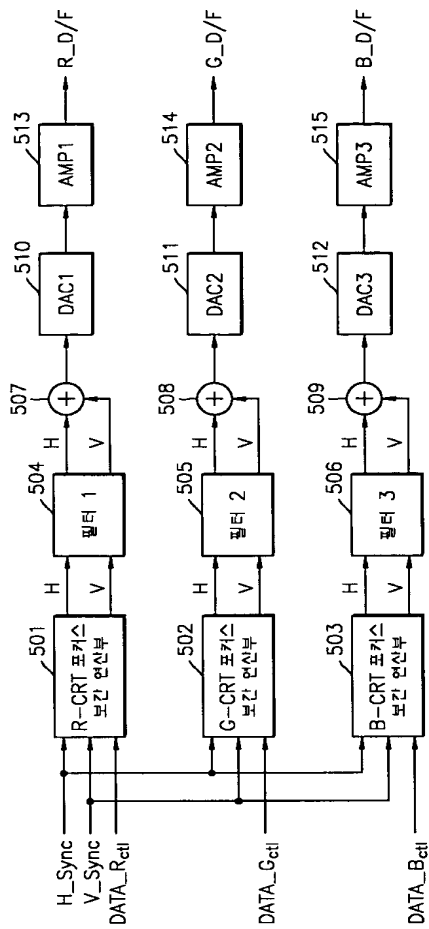 H_Sync
V_Sync
DATA_Rctl
501
R-CRT 포커스
보간 연산부
H
V
504
필터 1
H
V
507
+
510
DAC1
513
AMP1
R_D/F
DATA_Gctl
502
G-CRT 포커스
보간 연산부
H
V
505
필터 2
H
V
508
+
511
DAC2
514
AMP2
G_D/F
DATA_Bctl
503
B-CRT 포커스
보간 연산부
H
V
506
필터 3
H
V
509
+
512
DAC3
515
AMP3
B_D/F